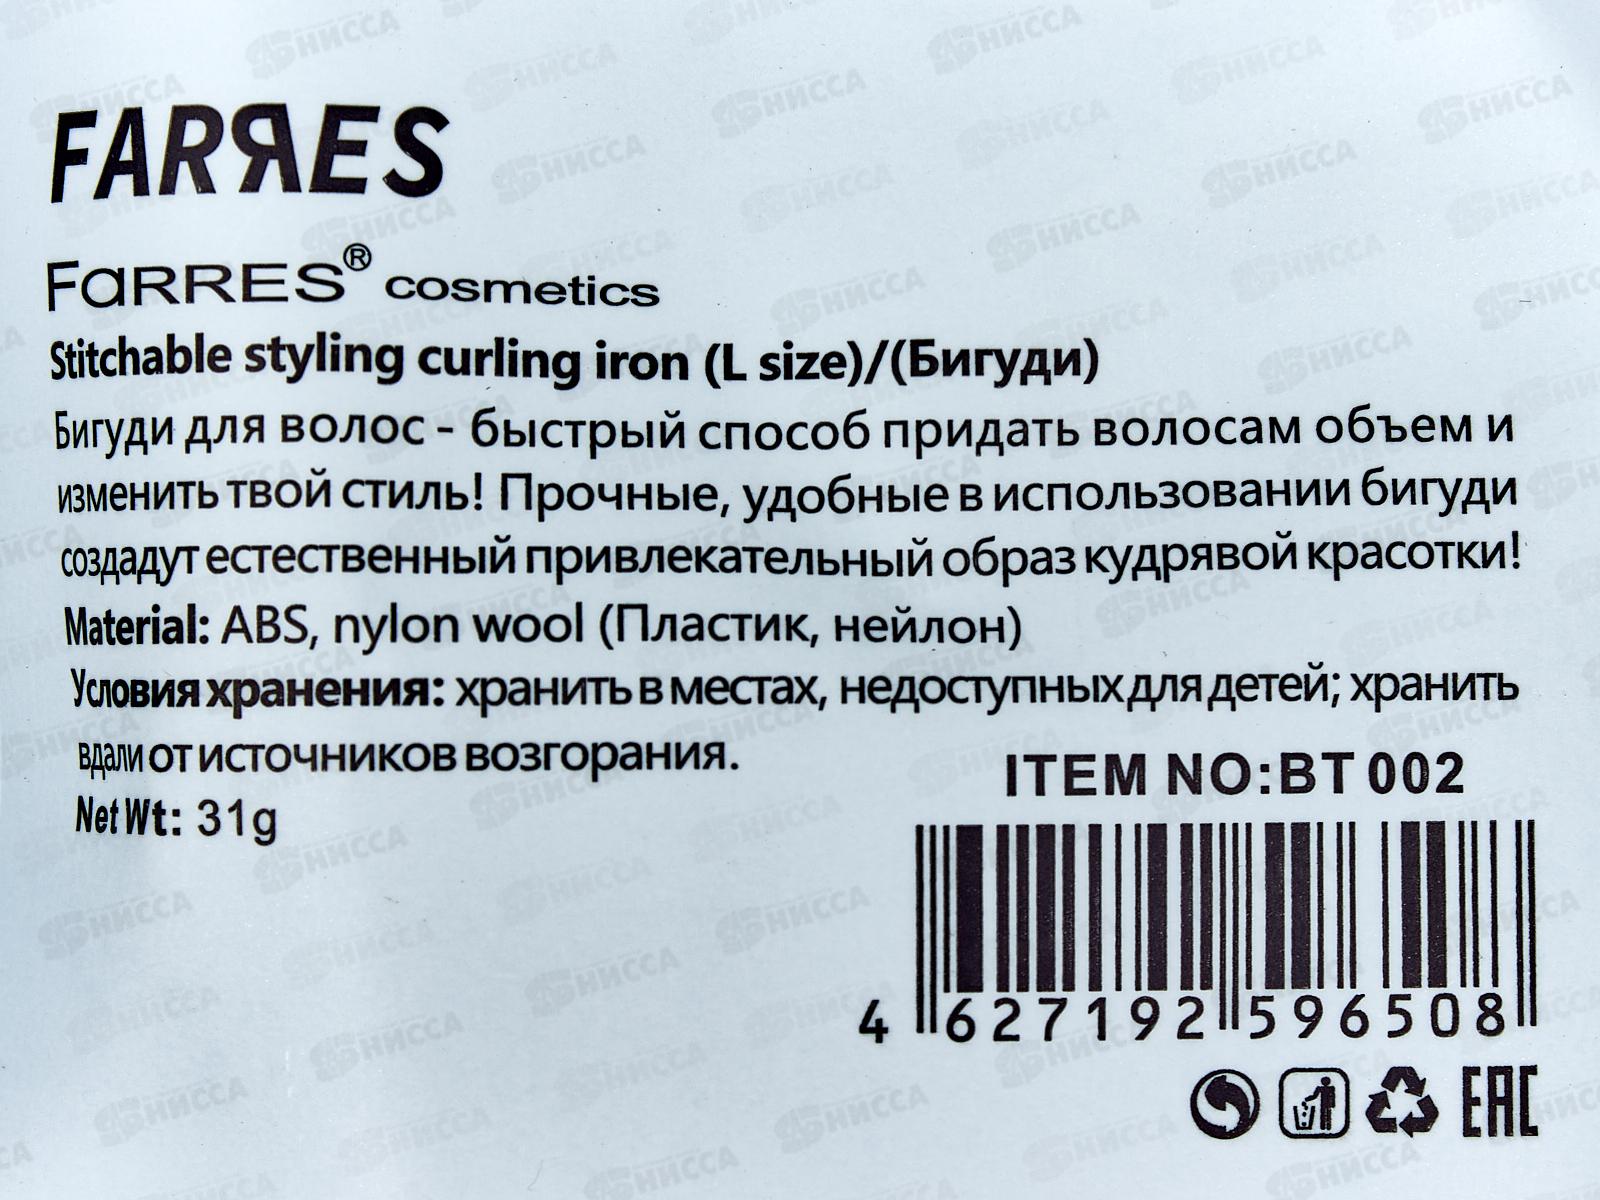 FARRES
FARRES® cosmetics
Stitchable styling curling iron (L size)/(Бигуди)
Бигуди для волос - быстрый способ придать волосам объем и
изменить твой стиль! Прочные, удобные в использовании бигуди
создадут естественный привлекательный образ кудрявой красотки!
Material: ABS, nylon wool (Пластик, нейлон)
Условия хранения: хранить в местах, недоступных для детей; хранить
вдали от источников возгорания.
Net Wt: 31g
ITEM NO:BT 002
4 627192 596508
EAC
НИССА